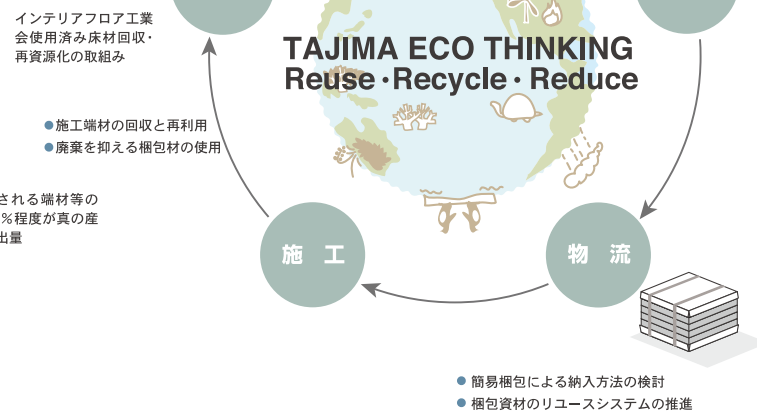 インテリアフロア工業
会使用済み床材回収・
再資源化の取組み
TAJIMA ECO THINKING
Reuse・Recycle・Reduce
●施工端材の回収と再利用
●廃棄を抑える梱包材の使用
される端材等の
%程度が真の産
出量
施 工
物 流
● 簡易梱包による納入方法の検討
● 梱包資材のリユースシステムの推進